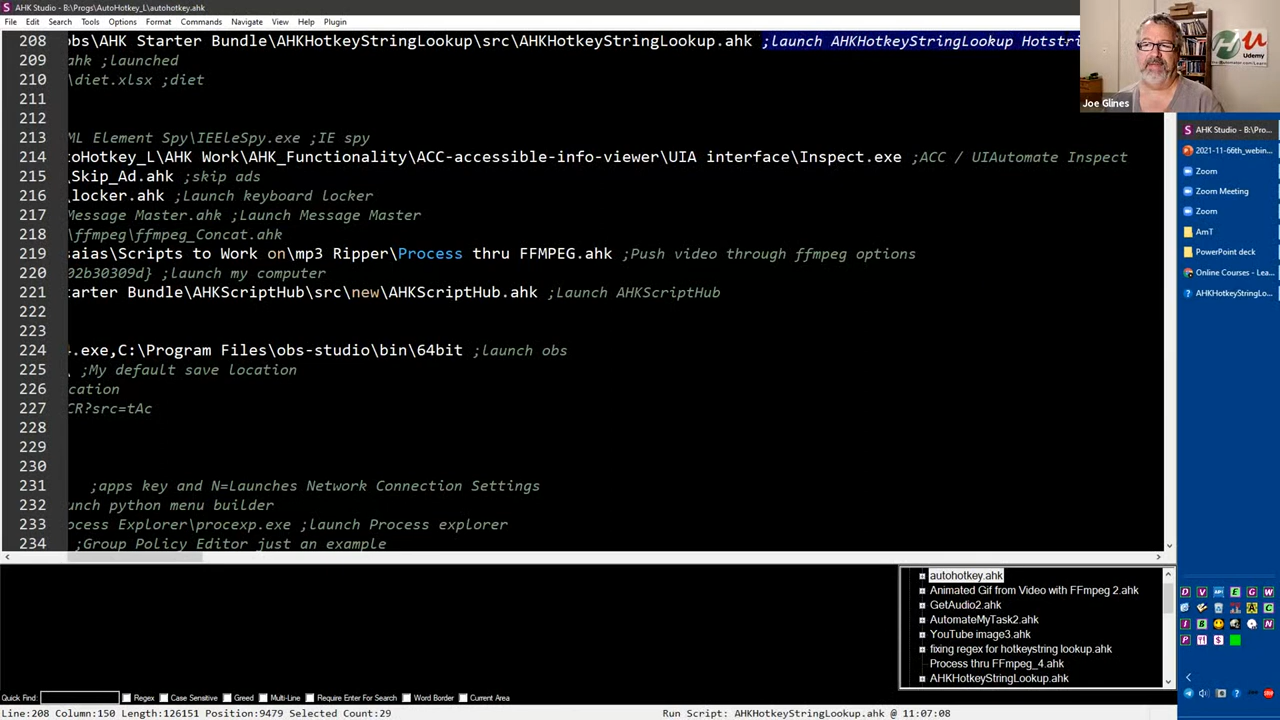 AHK Studio - B:\Progs\AutoHotkey_L\autohotkey.ahk
File Edit Search Tools Options Format Commands Navigate View Help Plugin
208 obs\AHK Starter Bundle\AHKHotkeyStringLookup\src\AHKHotkeyStringLookup.ahk ;launch AHKHotkeyStringLookup Hotstri
209 ahk ;Launched
210 \diet.xlsx ;diet
211
212
213 ML Element Spy\IEEleSpy.exe ;IE spy
214 toHotkey_L\AHK Work\AHK_Functionality\ACC-accessible-info-viewer\UIA interface\Inspect.exe ;ACC / UIAutomate Inspect
215 \Skip_Ad.ahk ;skip ads
216 \locker.ahk ;Launch keyboard locker
217 Message Master.ahk ;Launch Message Master
218 \ffmpeg\ffmpeg_Concat.ahk
219 saias\Scripts to Work on\mp3 Ripper\Process thru FFMPEG.ahk ;Push video through ffmpeg options
220 02b30309d} ;launch my computer
221 tarter Bundle\AHKScriptHub\src\new\AHKScriptHub.ahk ;Launch AHKScriptHub
222
223
224 4.exe,C:\Program Files\obs-studio\bin\64bit ;launch obs
225 \ ;My default save location
226 cation
227 CR?src=tAc
228
229
230
231 ;apps key and N=Launches Network Connection Settings
232 unch python menu builder
233 ocess Explorer\procexp.exe ;launch Process explorer
234 ;Group Policy Editor just an example
Joe Glines
Udemy
AHK Studio - B:\Pro...
2021-11-66th_webin...
Zoom
Zoom Meeting
Zoom
AmT
PowerPoint deck
Online Courses - Lea...
AHKHotkeyStringLo...
autohotkey.ahk
Animated Gif from Video with FFmpeg 2.ahk
GetAudio2.ahk
AutomateMyTask2.ahk
YouTube image3.ahk
fixing regex for hotkeystring lookup.ahk
Process thru FFmpeg_4.ahk
AHKHotkeyStringLookup.ahk
Quick Find: Regex Case Sensitive Greed Multi-Line Require Enter For Search Word Border Current Area
Line:208 Column:150 Length:126151 Position:9479 Selected Count:29 Run Script: AHKHotkeyStringLookup.ahk @ 11:07:08